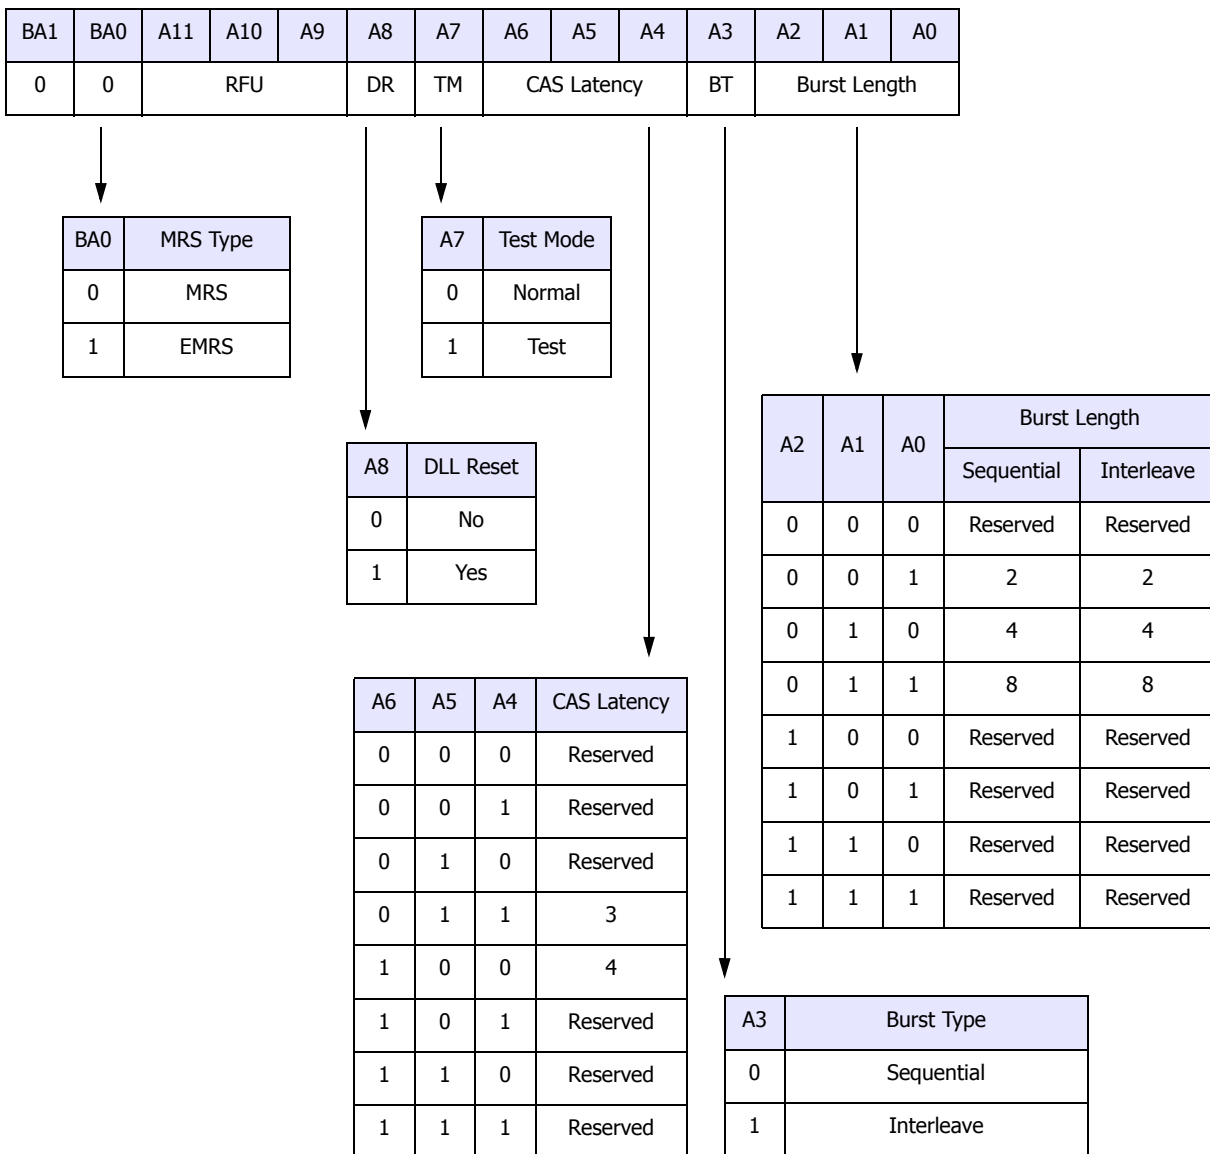 BA1 BA0 A11 A10 A9 A8 A7 A6 A5 A4 A3 A2 A1 A0
0 0 RFU DR TM CAS Latency BT Burst Length
BA0 MRS Type
0 MRS
1 EMRS
A7 Test Mode
0 Normal
1 Test
A8 DLL Reset
0 No
1 Yes
A2 A1 A0 Burst Length
Sequential Interleave
0 0 0 Reserved Reserved
0 0 1 2 2
0 1 0 4 4
0 1 1 8 8
1 0 0 Reserved Reserved
1 0 1 Reserved Reserved
1 1 0 Reserved Reserved
1 1 1 Reserved Reserved
A6 A5 A4 CAS Latency
0 0 0 Reserved
0 0 1 Reserved
0 1 0 Reserved
0 1 1 3
1 0 0 4
1 0 1 Reserved
1 1 0 Reserved
1 1 1 Reserved
A3 Burst Type
0 Sequential
1 Interleave